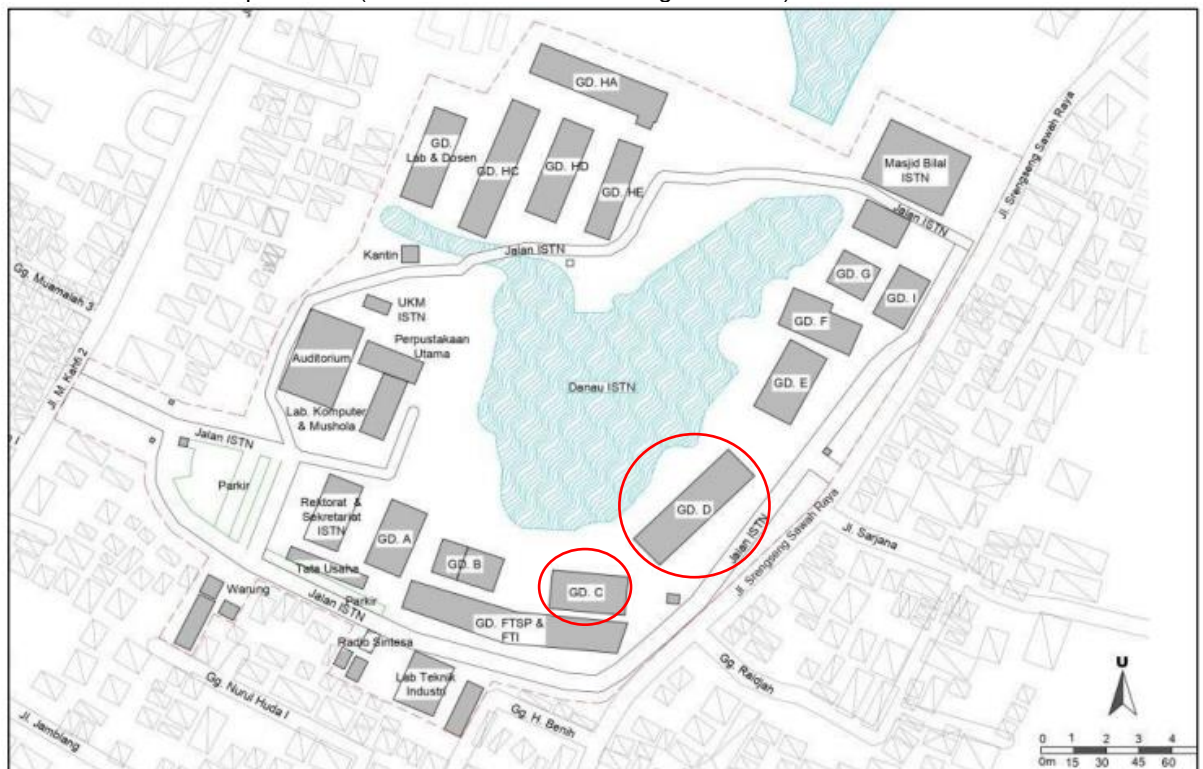 GD. HA
GD.
Lab & Dosen
GD. HC
GD. HD
GD. HE
Masjid Bilal
ISTN
Jl. Srengseng Sawah Raya
Jalan ISTN
Jalan ISTN
Kantin
GD. G
GD. I
GD. F
GD. E
UKM
ISTN
Perpustakaan
Utama
Auditorium
Danau ISTN
Lab. Komputer
& Mushola
Gg. Muamalah 3
Jl. M. Kahfi 2
Jalan ISTN
Parkir
Rektorat &
Sekretariat
ISTN
GD. A
GD. B
GD. C
GD. D
Jalan ISTN
Jl. Srengseng Sawah Raya
Jl. Sarjana
Tata Usaha
Parkir
Jalan ISTN
Warung
GD. FTSP &
FTI
Radio Sintesa
Lab Teknik
Industri
Gg. Nurul Huda I
Gg. H. Benih
Gg. Raidjah
Jl. Jambiang
U
0 1 2 3 4
0m 15 30 45 60